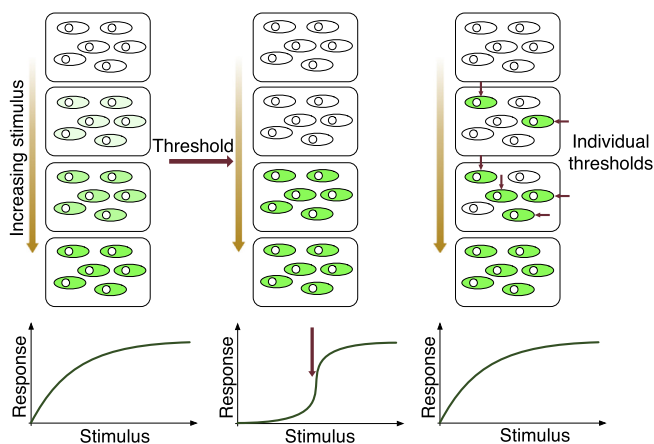 Increasing stimulus
Threshold
Individual
thresholds
Response
Stimulus
Response
Stimulus
Response
Stimulus